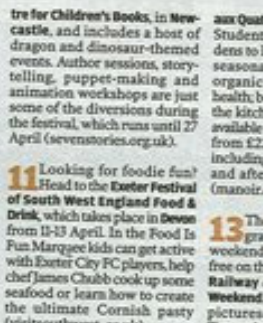 tre for Children's Books, in New-
castle, and includes a host of
dragon and dinosaur-themed
events. Author sessions, story-
telling, puppet-making and
animation workshops are just
some of the diversions during
the festival, which runs until 27
April (sevenstories.org.uk).
11 Looking for foodie fun?
Head to the Exeter Festival
of South West England Food &
Drink, which takes place in Devon
from 11-13 April. In the Food Is
Fun Marquee kids can get active
with Exeter City FC players, help
chef James Chubb cook up some
seafood or learn how to create
the ultimate Cornish pasty
aux Quat
Student
dens to l
seasona
organic
health; b
the kitch
available
from £2
including
and afte
(manoir.
13 The
gra
weekend
free on th
Railway
Weekend
pictures